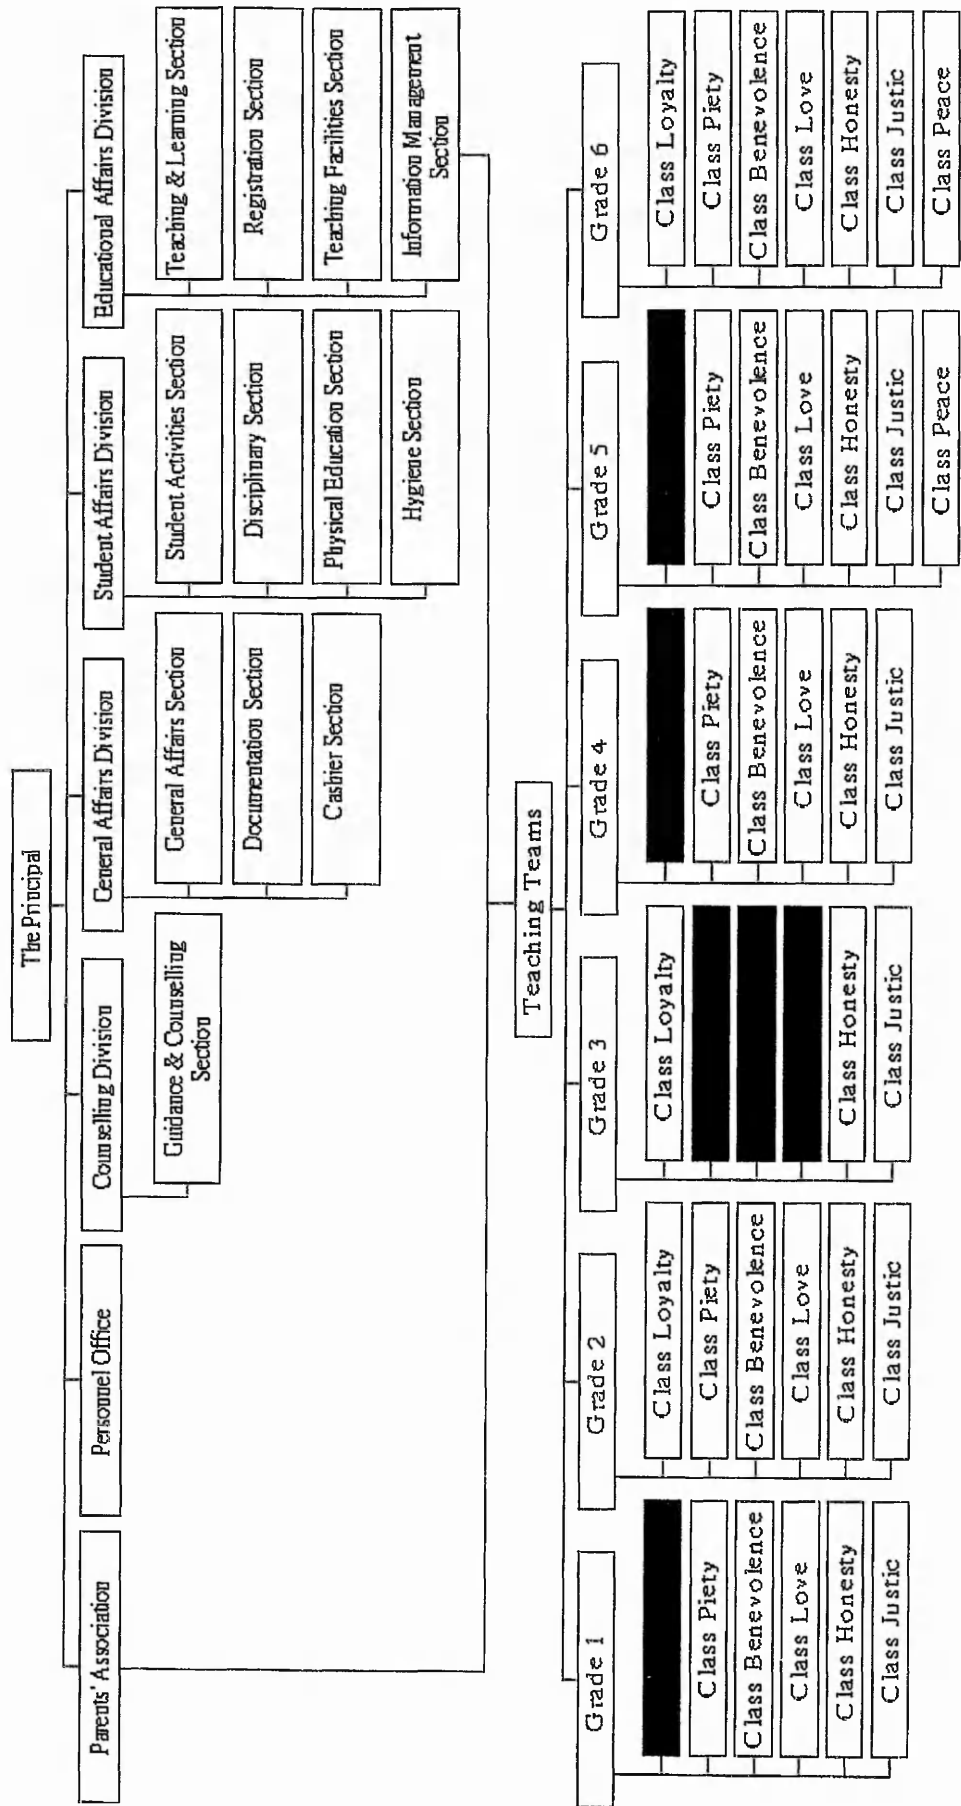 The Principal
Parents' Association
Personnel Office
Counselling Division
General Affairs Division
Student Affairs Division
Educational Affairs Division
Guidance & Counselling
Section
General Affairs Section
Documentation Section
Cashier Section
Student Activities Section
Disciplinary Section
Physical Education Section
Hygiene Section
Teaching & Learning Section
Registration Section
Teaching Facilities Section
Information Management
Section
Teaching Teams
Grade 1
Class Piety
Class Benevolence
Class Love
Class Honesty
Class Justic
Grade 2
Class Loyalty
Class Piety
Class Benevolence
Class Love
Class Honesty
Class Justic
Grade 3
Class Loyalty
Class Honesty
Class Justic
Grade 4
Class Piety
Class Benevolence
Class Love
Class Honesty
Class Justic
Grade 5
Class Piety
Class Benevolence
Class Love
Class Honesty
Class Justic
Class Peace
Grade 6
Class Loyalty
Class Piety
Class Benevolence
Class Love
Class Honesty
Class Justic
Class Peace